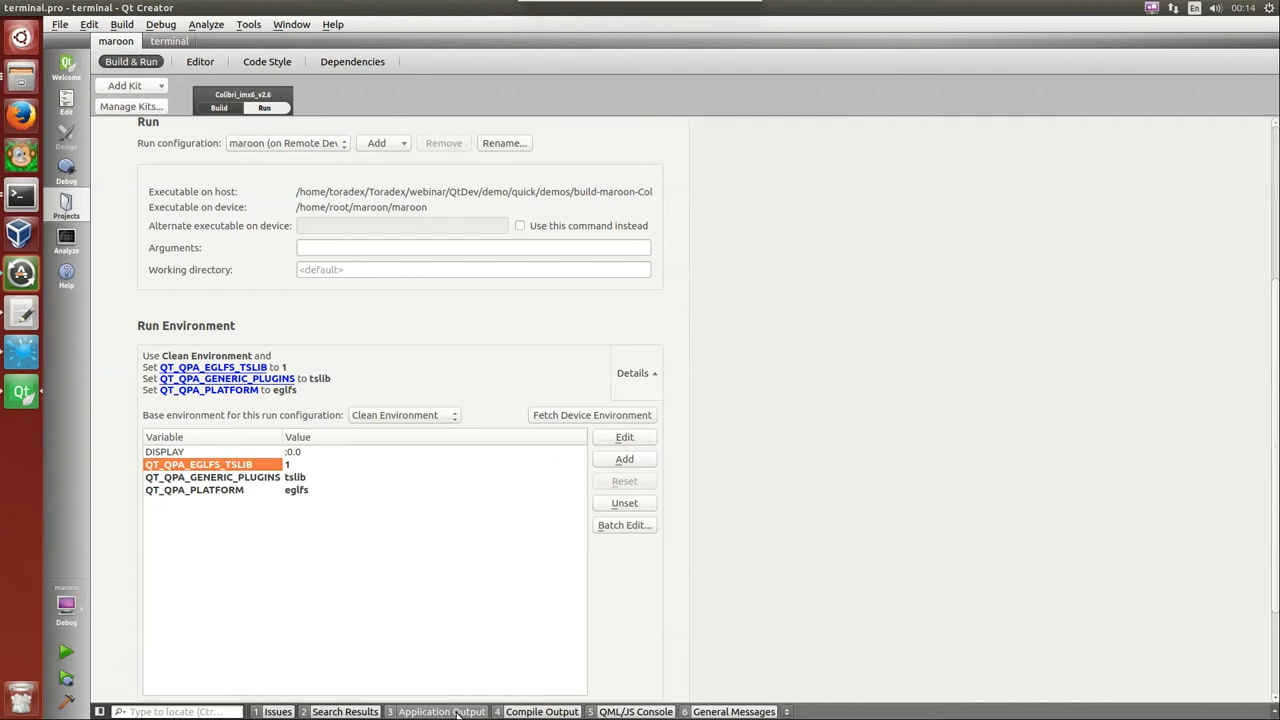 terminal.pro - terminal - Qt Creator
En
00:14
File Edit Build Debug Analyze Tools Window Help
maroon terminal
Welcome
Edit
Design
Debug
Projects
Analyze
Help
Build & Run Editor Code Style Dependencies
Add Kit
Manage Kits...
Colibri_imx6_v2.6
Build Run
Run
Run configuration: maroon (on Remote Dev Add Remove Rename...
Executable on host: /home/toradex/Toradex/webinar/QtDev/demo/quick/demos/build-maroon-Col
Executable on device: /home/root/maroon/maroon
Alternate executable on device: Use this command instead
Arguments:
Working directory: <default>
Run Environment
Use Clean Environment and
Set QT_QPA_EGLFS_TSLIB to 1
Set QT_QPA_GENERIC_PLUGINS to tslib
Set QT_QPA_PLATFORM to eglfs
Details
Base environment for this run configuration: Clean Environment Fetch Device Environment
Variable Value
DISPLAY :0.0
QT_QPA_EGLFS_TSLIB 1
QT_QPA_GENERIC_PLUGINS tslib
QT_QPA_PLATFORM eglfs
Edit
Add
Reset
Unset
Batch Edit...
maroon
Debug
Type to locate (Ctr... 1 Issues 2 Search Results 3 Application Output 4 Compile Output 5 QML/JS Console 6 General Messages